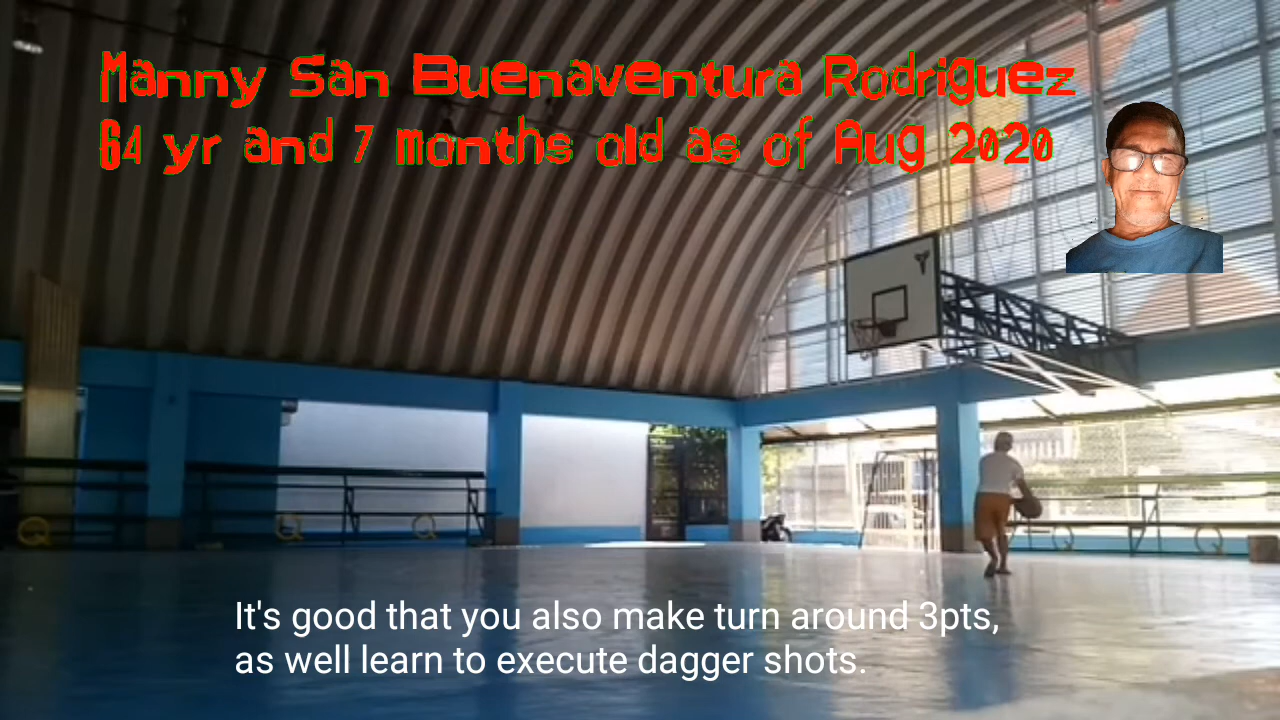 Manny San Buenaventura Rodriguez
64 yr and 7 months old as of Aug 2020
It's good that you also make turn around 3pts,
as well learn to execute dagger shots.
Q
Q
Q
Q
Q